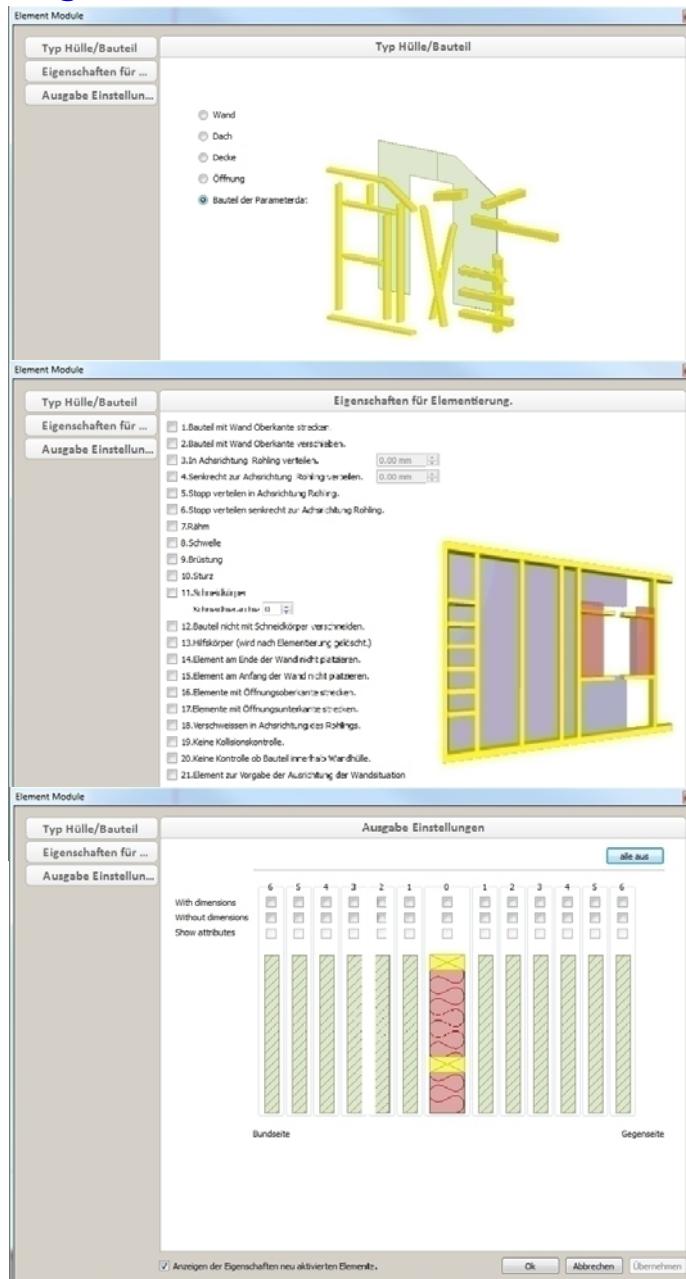 Element Module
Typ Hülle/Bauteil
Typ Hülle/Bauteil
Eigenschaften für ...
Ausgabe Einstellun...
Wand
Dach
Decke
Öffnung
Bauteil der Parameterda:
Element Module
Typ Hülle/Bauteil
Eigenschaften für Elementierung.
Eigenschaften für ...
Ausgabe Einstellun...
1.Bauteil mit Wand Oberkante strecken.
2.Bauteil mit Wand Oberkante verschieben.
3.In Achsrichtung Rohling verteilen. 0.00 mm
4.Senkrecht zur Achsrichtung Rohling verteilen. 0.00 mm
5.Stopp verteilen in Achsrichtung Rohling.
6.Stopp verteilen senkrecht zur Achsrichtung Rohling.
7.Rähm
8.Schwelle
9.Brüstung
10.Sturz
11.Schneidkörper
0
12.Bauteil nicht mit Schneidkörper verschneiden.
13.Hilfskörper (wird nach Elementierung gelöscht.)
14.Element am Ende der Wand nicht platzieren.
15.Element am Anfang der Wand nicht platzieren.
16.Elemente mit Öffnungsoberkante strecken.
17.Elemente mit Öffnungsunterkante strecken.
18.Verschweissen in Achsrichtung des Rohlings.
19.Keine Kollisionskontrolle.
20.Keine Kontrolle ob Bauteil innerhalb Wandhülle.
21.Element zur Vorgabe der Ausrichtung der Wandsituation
Element Module
Typ Hülle/Bauteil
Ausgabe Einstellungen
Eigenschaften für ...
alle aus
Ausgabe Einstellun...
6 5 4 3 2 1 0 1 2 3 4 5 6
With dimensions
Without dimensions
Show attributes
Bundseite Gegenseite
Anzeigen der Eigenschaften neu aktivierten Elemente. Ok Abbrechen Übernehmen